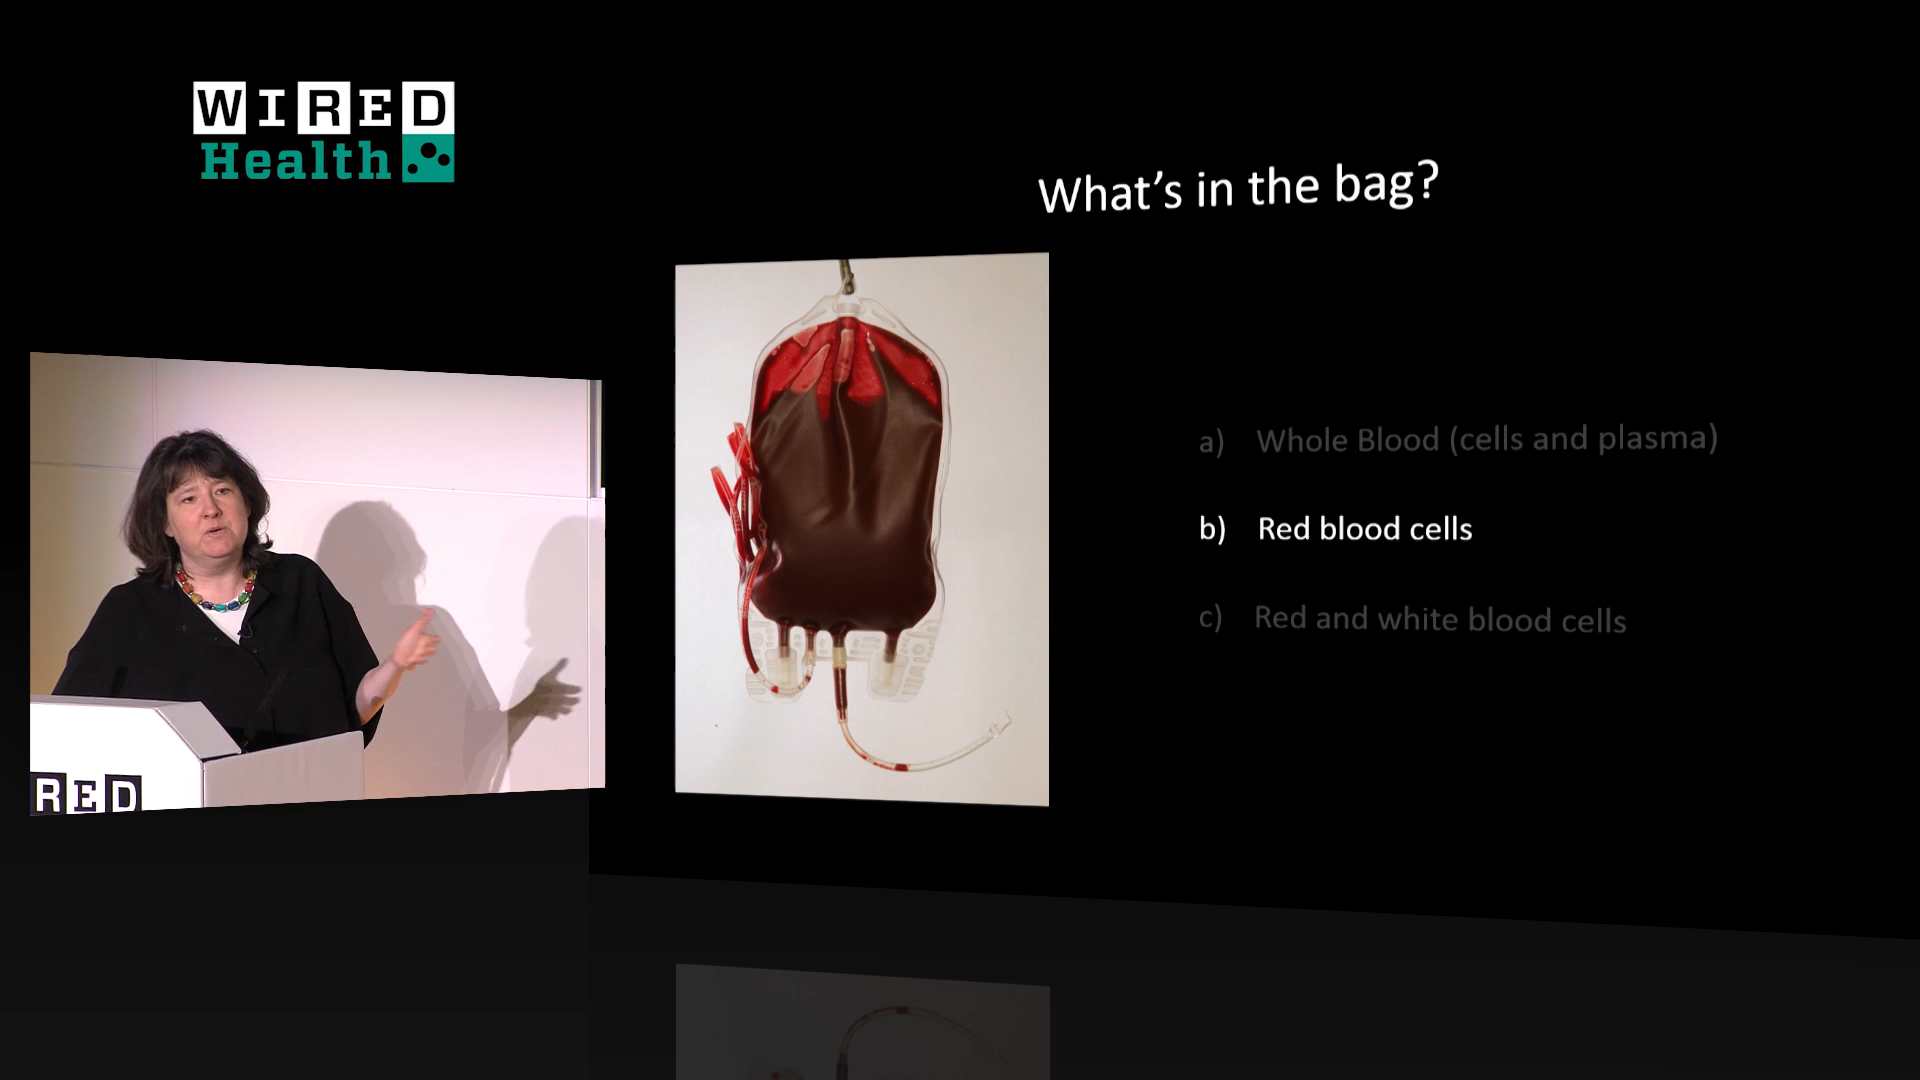 WIRED
Health
What's in the bag?
a) Whole Blood (cells and plasma)
b) Red blood cells
c) Red and white blood cells
RED